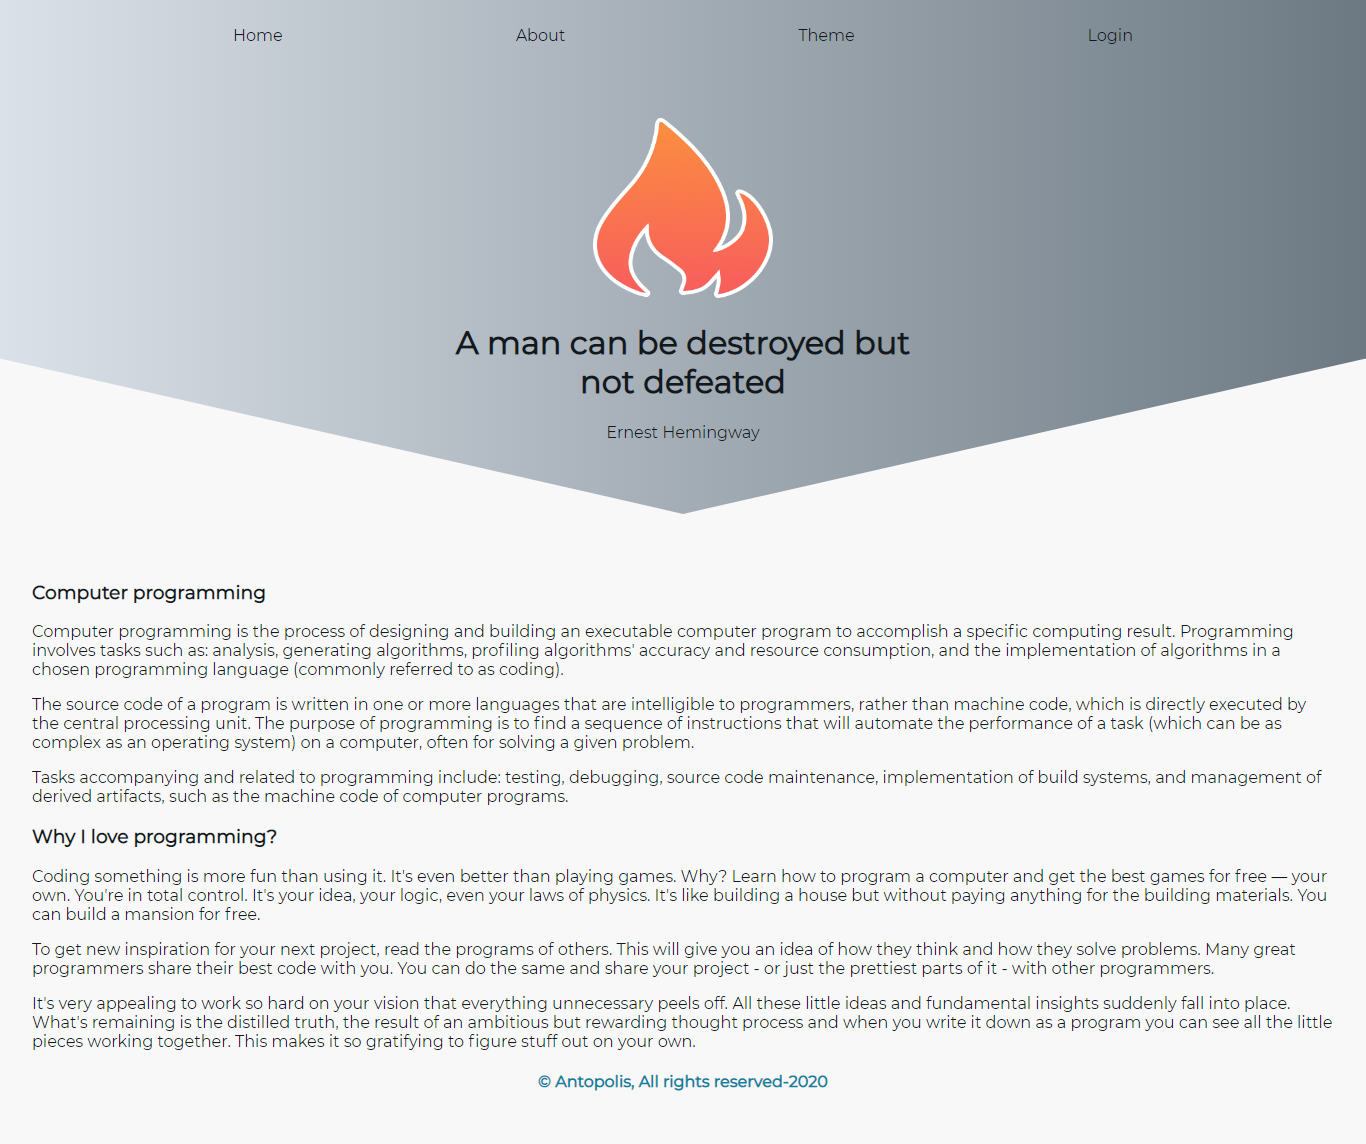 Home About Theme Login
A man can be destroyed but
not defeated
Ernest Hemingway
Computer programming
Computer programming is the process of designing and building an executable computer program to accomplish a specific computing result. Programming
involves tasks such as: analysis, generating algorithms, profiling algorithms' accuracy and resource consumption, and the implementation of algorithms in a
chosen programming language (commonly referred to as coding).
The source code of a program is written in one or more languages that are intelligible to programmers, rather than machine code, which is directly executed by
the central processing unit. The purpose of programming is to find a sequence of instructions that will automate the performance of a task (which can be as
complex as an operating system) on a computer, often for solving a given problem.
Tasks accompanying and related to programming include: testing, debugging, source code maintenance, implementation of build systems, and management of
derived artifacts, such as the machine code of computer programs.
Why I love programming?
Coding something is more fun than using it. It's even better than playing games. Why? Learn how to program a computer and get the best games for free — your
own. You're in total control. It's your idea, your logic, even your laws of physics. It's like building a house but without paying anything for the building materials. You
can build a mansion for free.
To get new inspiration for your next project, read the programs of others. This will give you an idea of how they think and how they solve problems. Many great
programmers share their best code with you. You can do the same and share your project - or just the prettiest parts of it - with other programmers.
It's very appealing to work so hard on your vision that everything unnecessary peels off. All these little ideas and fundamental insights suddenly fall into place.
What's remaining is the distilled truth, the result of an ambitious but rewarding thought process and when you write it down as a program you can see all the little
pieces working together. This makes it so gratifying to figure stuff out on your own.
© Antopolis, All rights reserved-2020